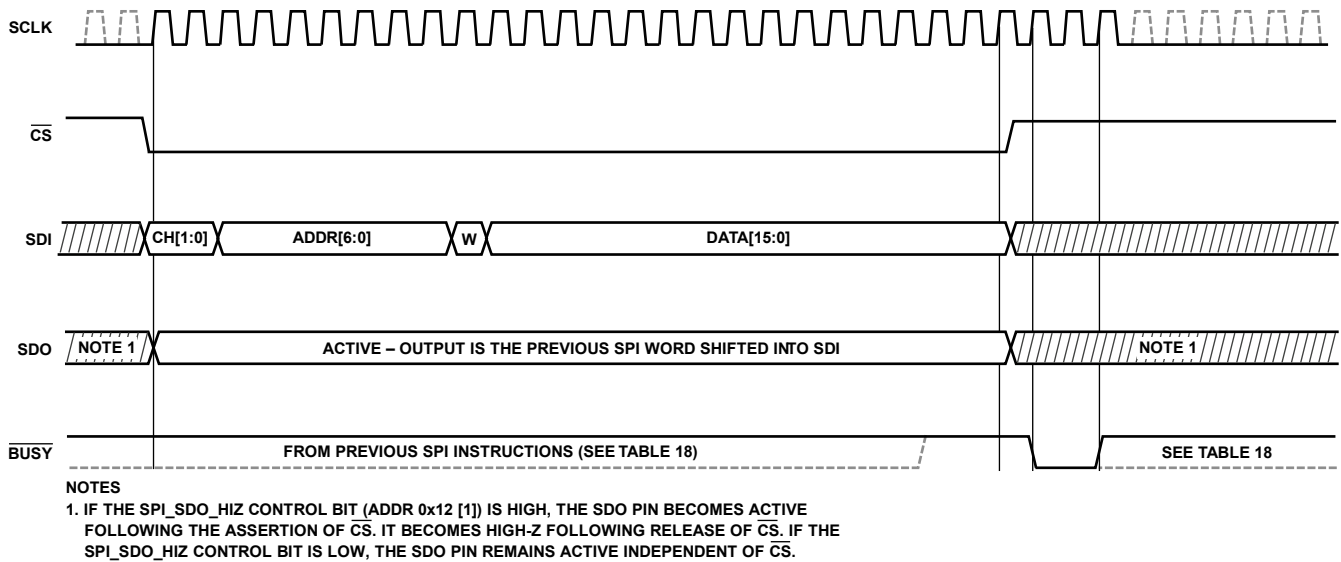 SCLK
CS
SDI CH[1:0] ADDR[6:0] W DATA[15:0]
SDO NOTE 1 ACTIVE – OUTPUT IS THE PREVIOUS SPI WORD SHIFTED INTO SDI NOTE 1
BUSY FROM PREVIOUS SPI INSTRUCTIONS (SEE TABLE 18) SEE TABLE 18
NOTES
1. IF THE SPI_SDO_HIZ CONTROL BIT (ADDR 0x12 [1]) IS HIGH, THE SDO PIN BECOMES ACTIVE
FOLLOWING THE ASSERTION OF CS. IT BECOMES HIGH-Z FOLLOWING RELEASE OF CS. IF THE
SPI_SDO_HIZ CONTROL BIT IS LOW, THE SDO PIN REMAINS ACTIVE INDEPENDENT OF CS.